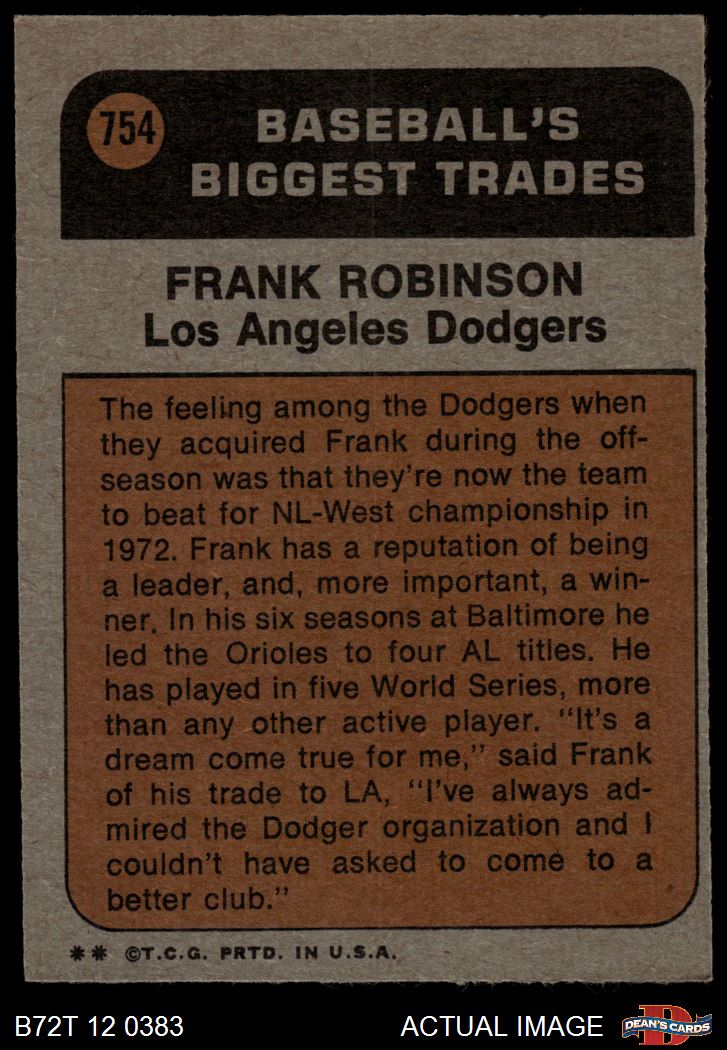 754
BASEBALL'S
BIGGEST TRADES
FRANK ROBINSON
Los Angeles Dodgers
The feeling among the Dodgers when
they acquired Frank during the off-
season was that they're now the team
to beat for NL-West championship in
1972. Frank has a reputation of being
a leader, and, more important, a win-
ner. In his six seasons at Baltimore he
led the Orioles to four AL titles. He
has played in five World Series, more
than any other active player. "It's a
dream come true for me," said Frank
of his trade to LA, "I've always ad-
mired the Dodger organization and I
couldn't have asked to come to a
better club."
** ©T.C.G. PRTD. IN U.S.A.
B72T 12 0383
ACTUAL IMAGE
D
DEAN'S CARDS